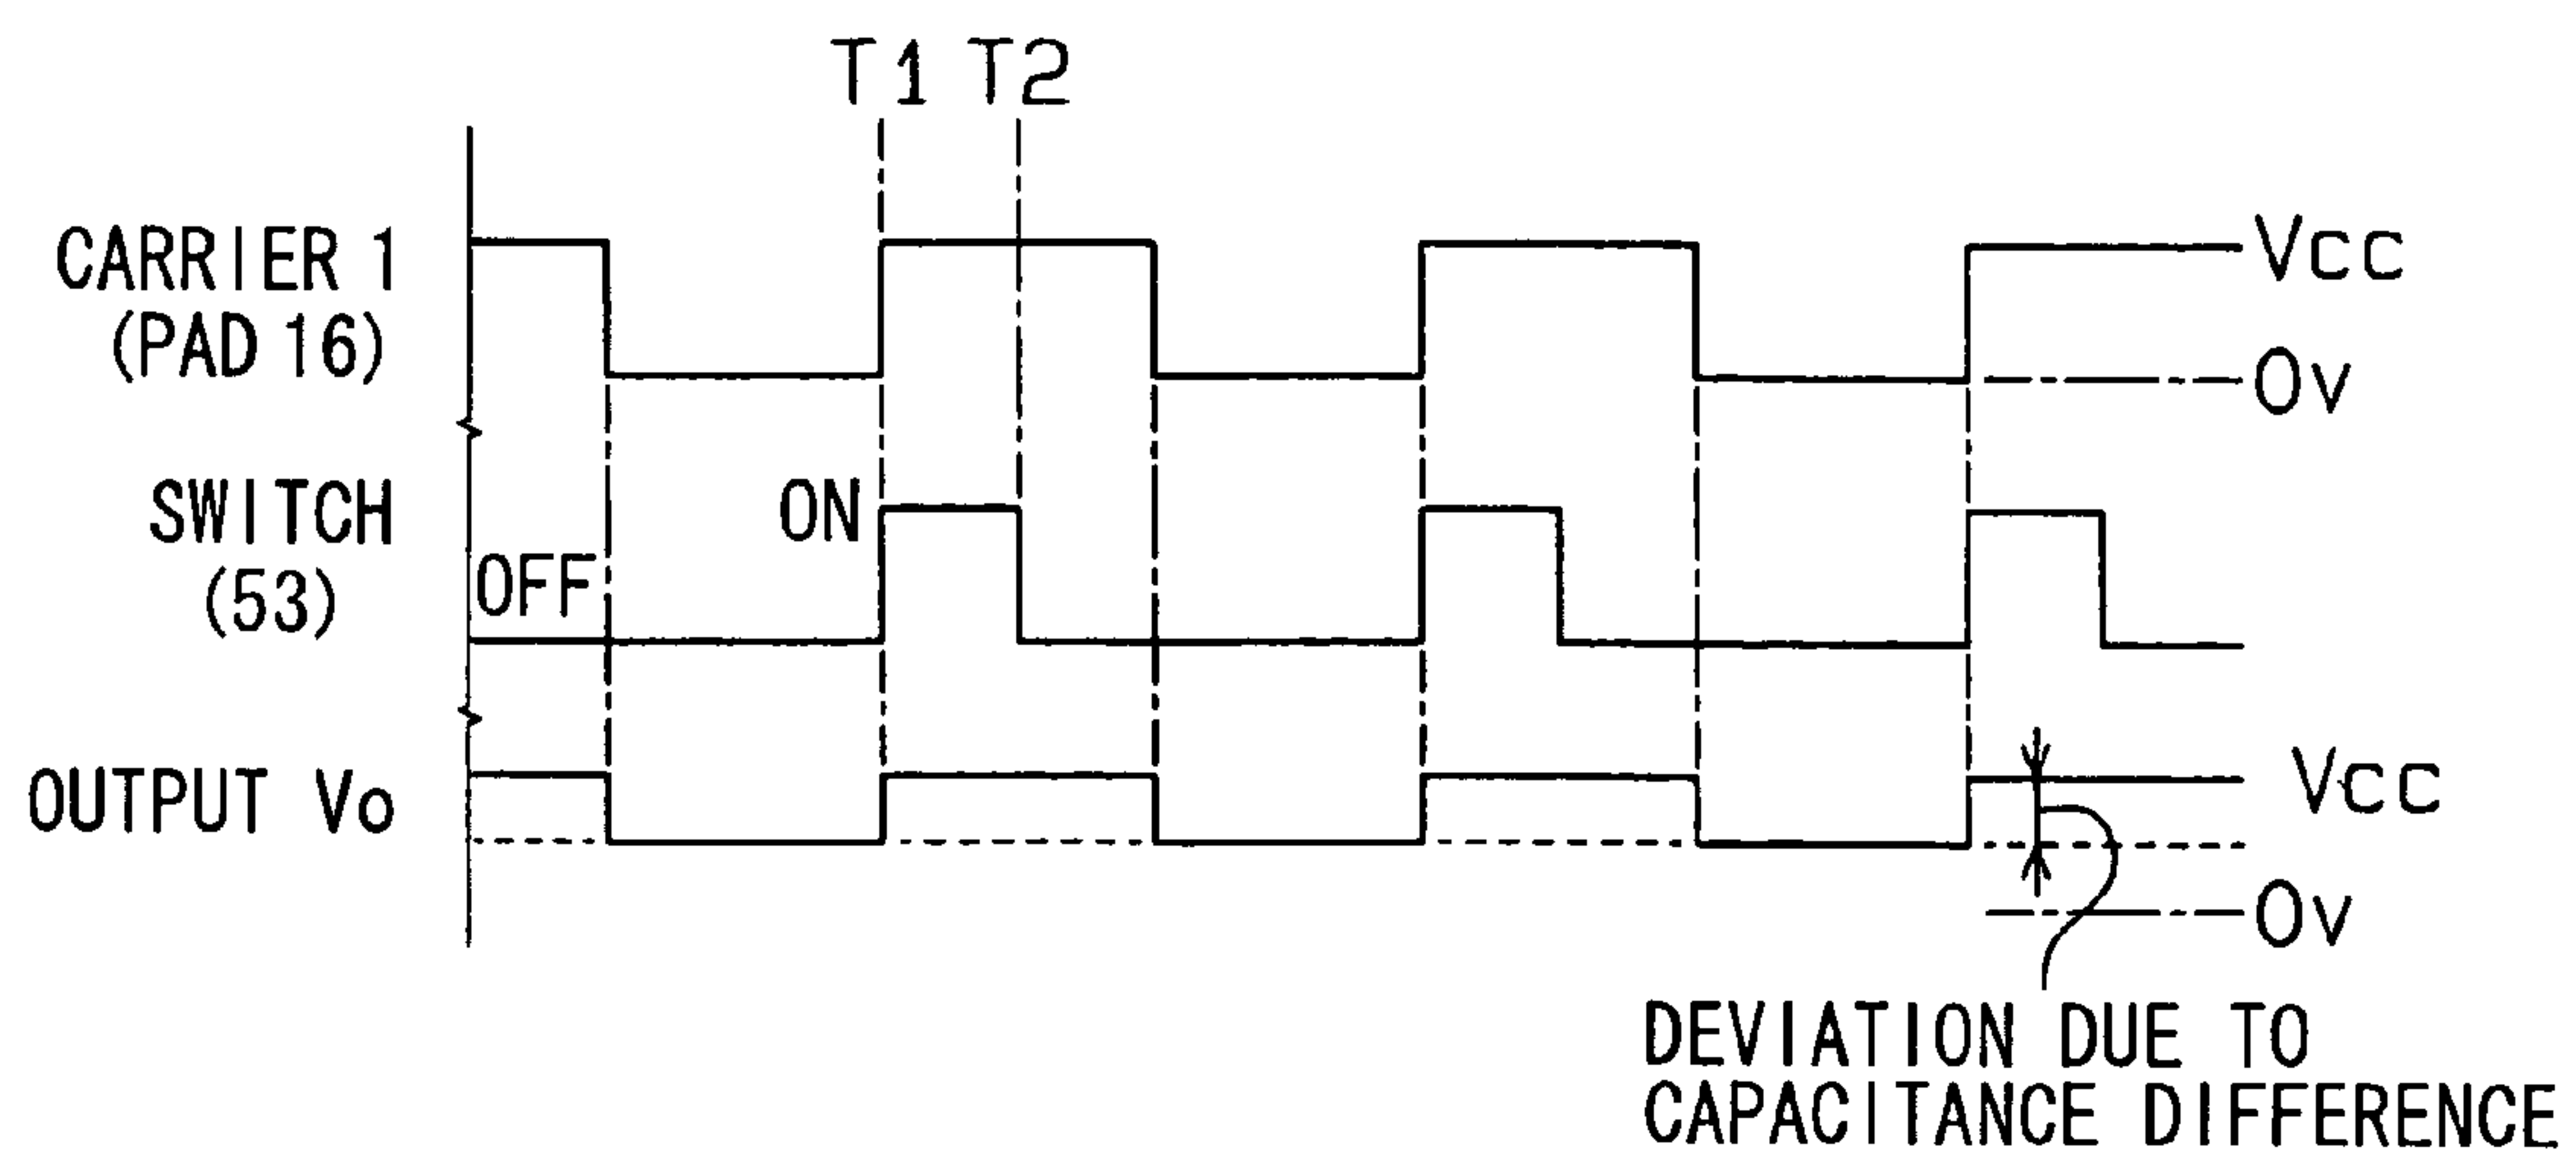 T1 T2
CARRIER 1
(PAD 16)
Vcc
0v
SWITCH
(53)
OFF
ON
OUTPUT Vo
Vcc
0v
DEVIATION DUE TO
CAPACITANCE DIFFERENCE